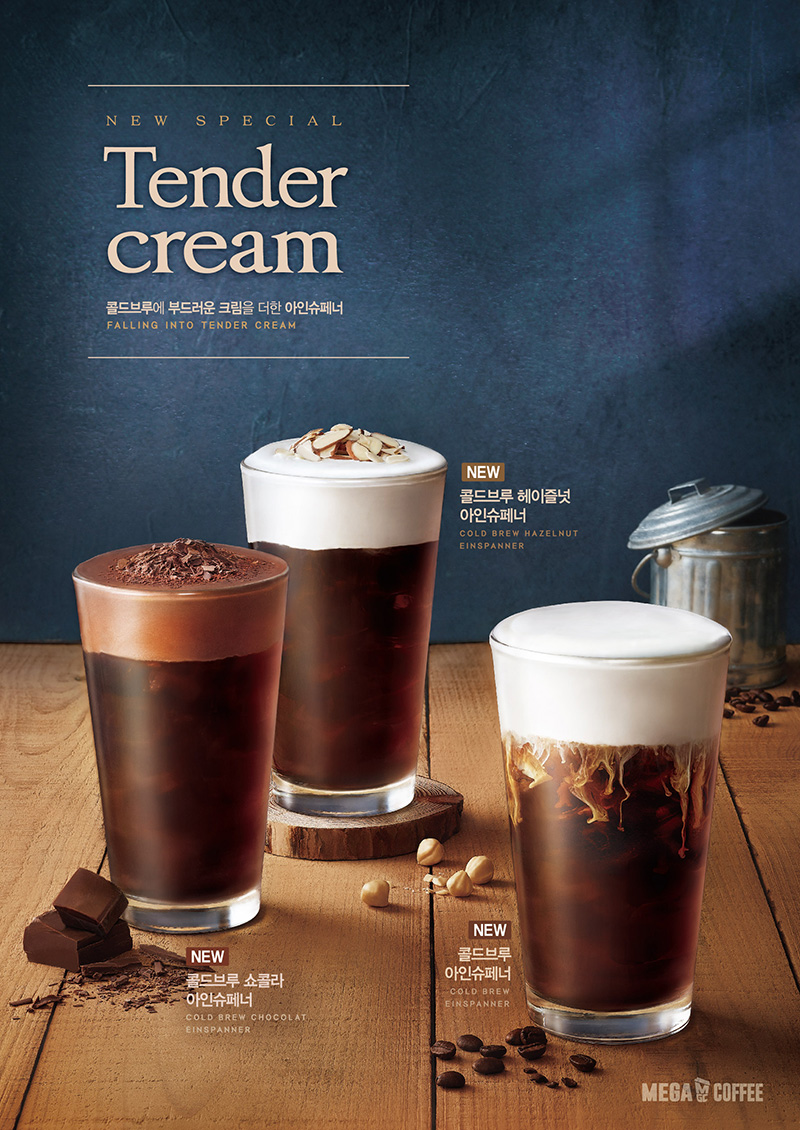 NEW SPECIAL
Tender
cream
콜드브루에 부드러운 크림을 더한 아인슈페너
FALLING INTO TENDER CREAM
NEW
콜드브루 헤이즐넛
아인슈페너
COLD BREW HAZELNUT
EINSPANNER
NEW
콜드브루
아인슈페너
COLD BREW
EINSPANNER
NEW
콜드브루 쇼콜라
아인슈페너
COLD BREW CHOCOLAT
EINSPANNER
MEGA MGC COFFEE